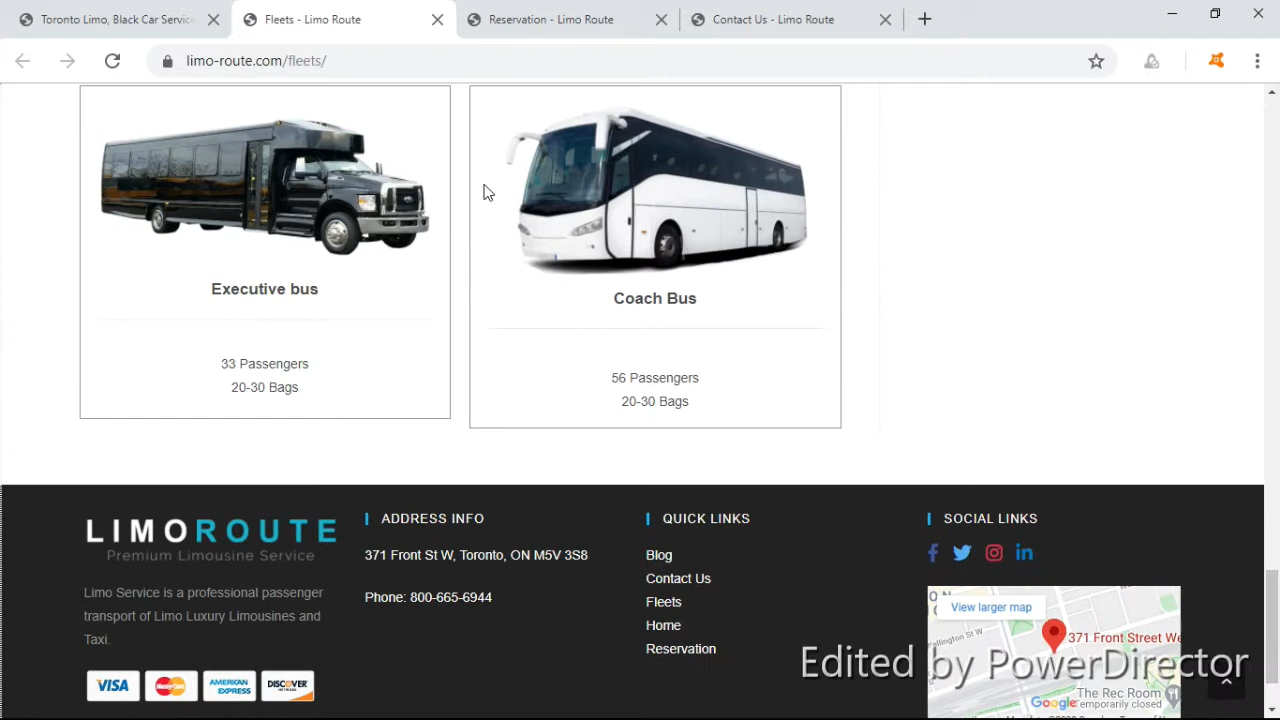 Toronto Limo, Black Car Servic
Fleets - Limo Route
Reservation - Limo Route
Contact Us - Limo Route
limo-route.com/fleets/
Executive bus
33 Passengers
20-30 Bags
Coach Bus
56 Passengers
20-30 Bags
LIMOROUTE
Premium Limousine Service
Limo Service is a professional passenger
transport of Limo Luxury Limousines and
Taxi.
VISA
MasterCard
AMERICAN EXPRESS
DISCOVER
ADDRESS INFO
371 Front St W, Toronto, ON M5V 3S8
Phone: 800-665-6944
QUICK LINKS
Blog
Contact Us
Fleets
Home
Reservation
SOCIAL LINKS
View larger map
371 Front Street We
The Rec Room
Temporarily closed
Google
Edited by PowerDirector